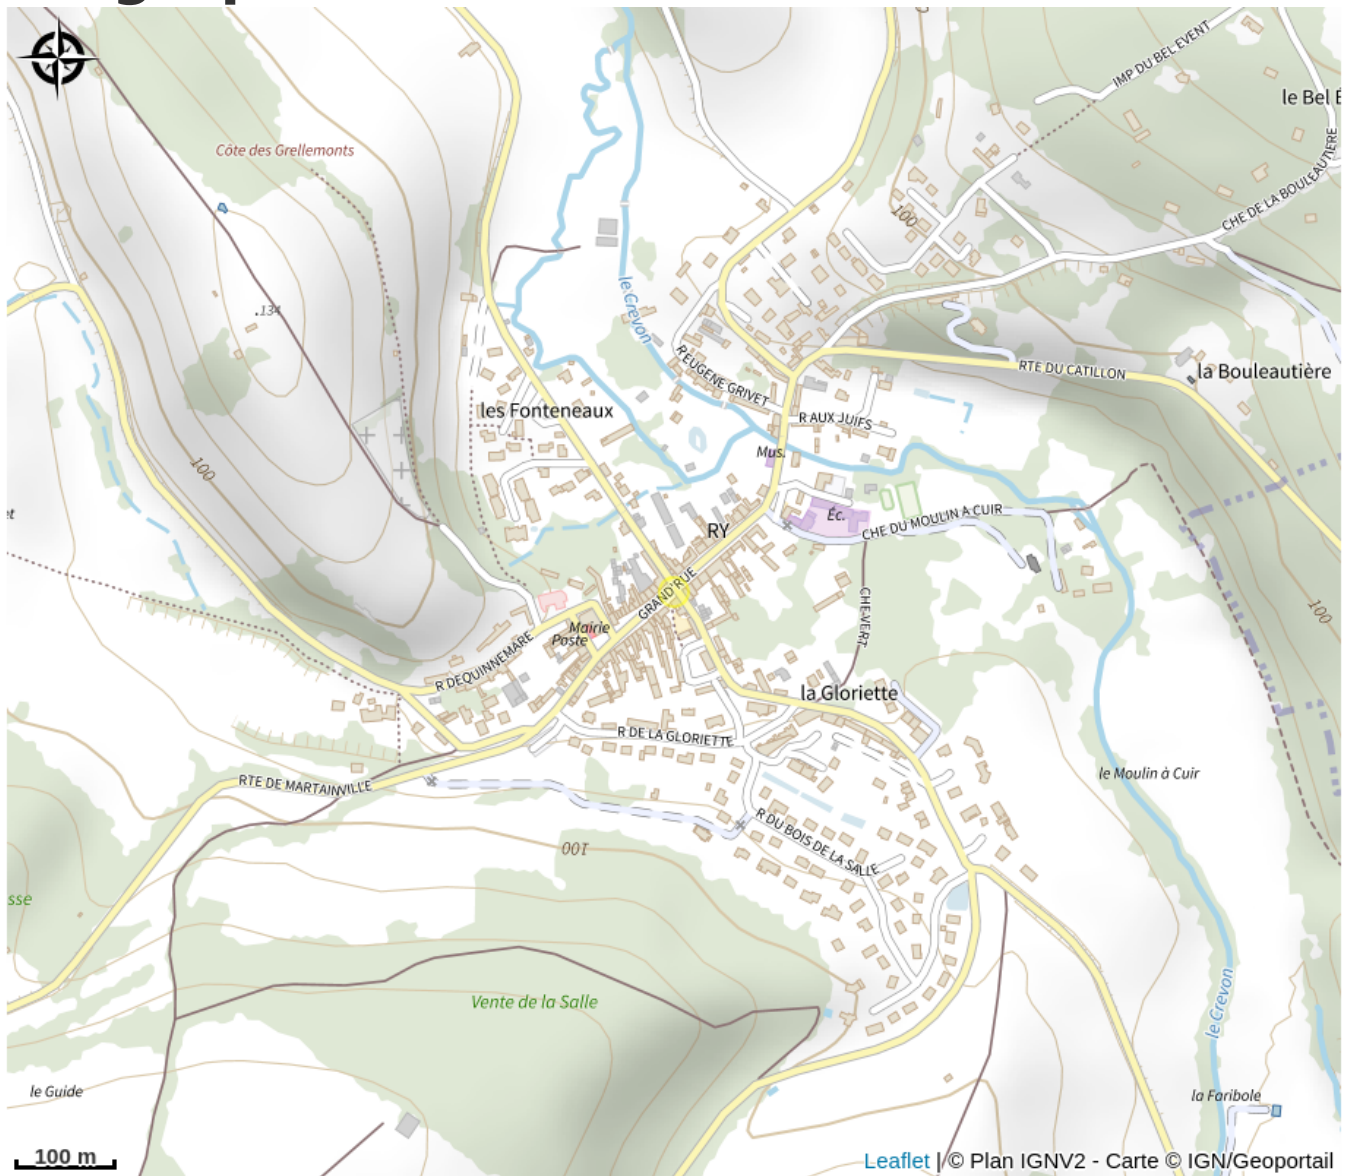 IMP DU BEL EVENT
le Bel É
CHE DE LA BOULEAUTIERE
Côte des Grellemonts
100
.134
le Crevon
RTE DU CATILLON
la Bouleautière
R EUGENE GRIVET
les Fonteneaux
R AUX JUIFS
Mus.
100
et
RY
Éc.
CHE DU MOULIN A CUIR
GRAND'RUE
CHE VERT
100
Mairie
Poste
R DEQUINNEMARE
la Gloriette
R DE LA GLORIETTE
RTE DE MARTAINVILLE
le Moulin à Cuir
R DU BOIS DE LA SALLE
100
sse
Vente de la Salle
le Crevon
le Guide
la Faribole
100 m
Leaflet | © Plan IGNV2 - Carte © IGN/Geoportail